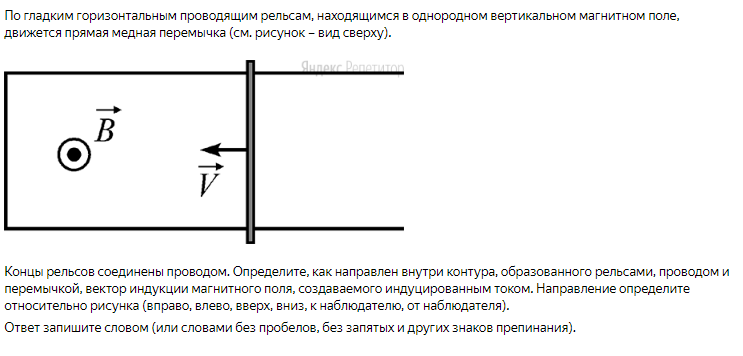 По гладким горизонтальным проводящим рельсам, находящимся в однородном вертикальном магнитном поле,
движется прямая медная перемычка (см. рисунок – вид сверху).
Яндекс Репетитор
B
V
Концы рельсов соединены проводом. Определите, как направлен внутри контура, образованного рельсами, проводом и
перемычкой, вектор индукции магнитного поля, создаваемого индуцированным током. Направление определите
относительно рисунка (вправо, влево, вверх, вниз, к наблюдателю, от наблюдателя).
Ответ запишите словом (или словами без пробелов, без запятых и других знаков препинания).